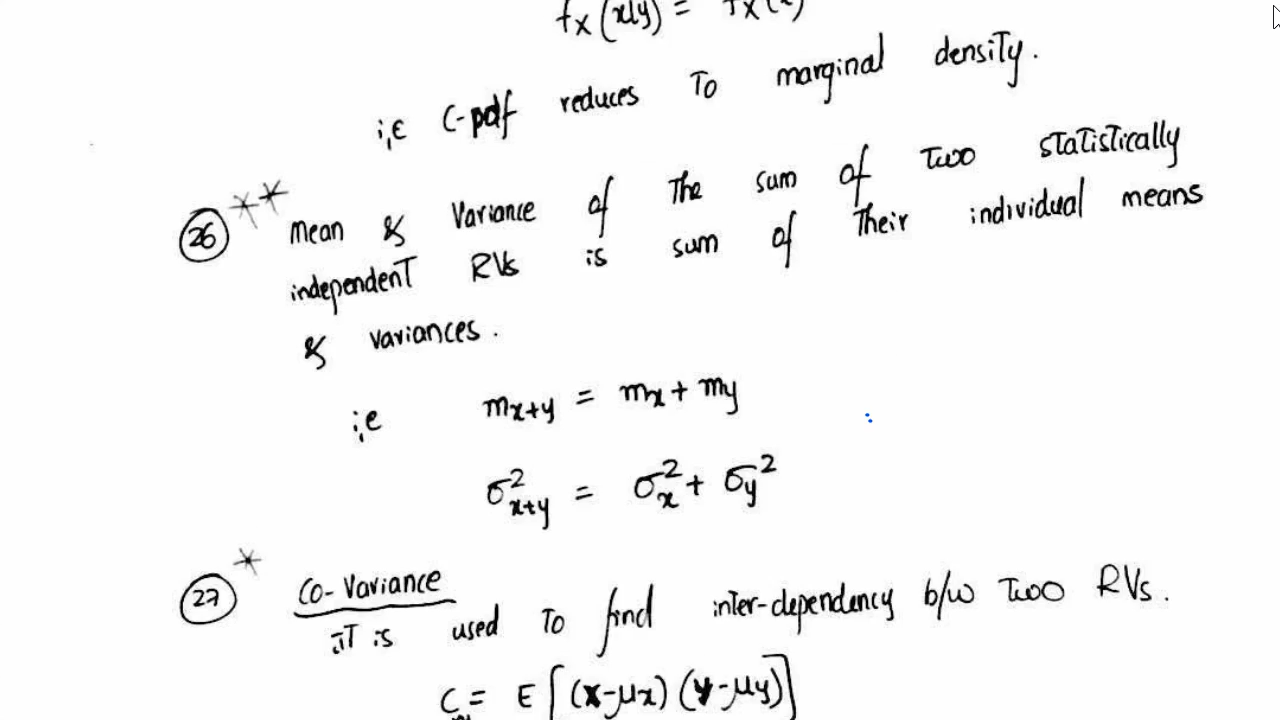 fx(x/y) = fx(x)
i,e C-pdf reduces To marginal density.
26 ** mean & Variance of The sum of Two statistically
independent RVs is sum of Their individual means
& variances.
i,e mx+y = mx + my
σ²x+y = σx² + σy²
27 * Co-Variance
iT is used To find inter-dependency b/w Two RVs.
C = E[(x-μx)(y-μy)]